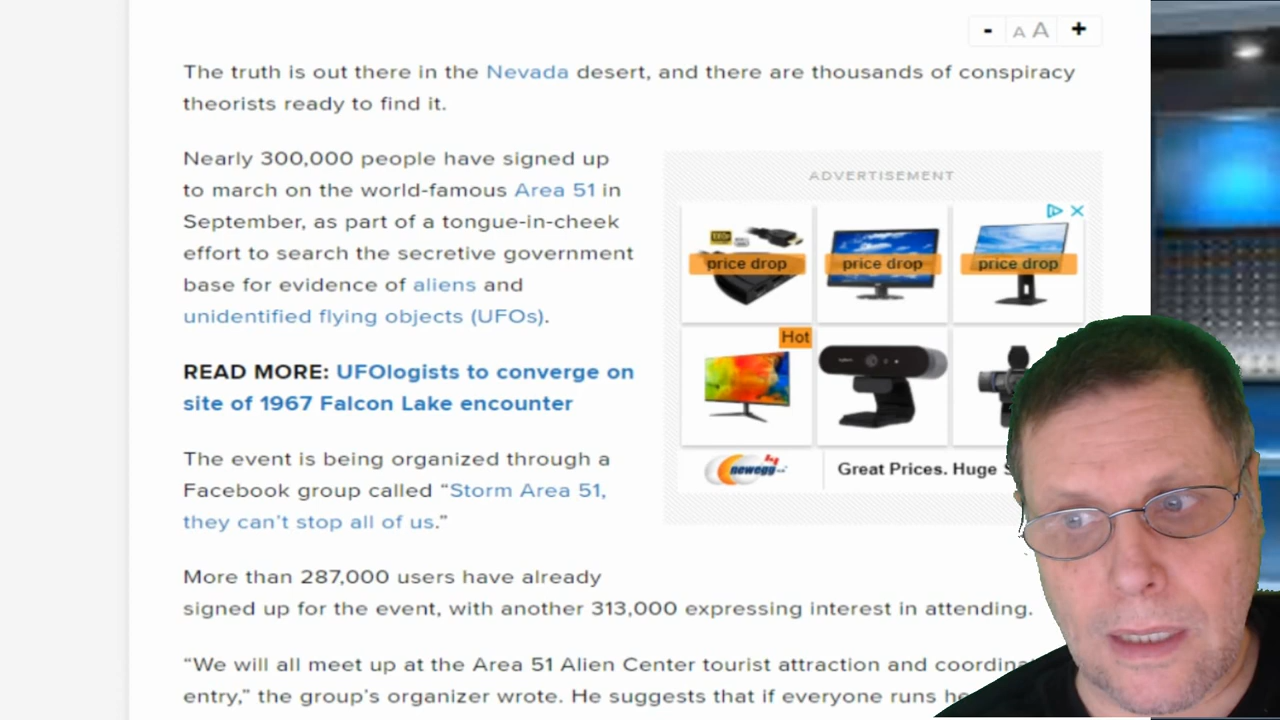 - A A +
The truth is out there in the Nevada desert, and there are thousands of conspiracy
theorists ready to find it.
Nearly 300,000 people have signed up
to march on the world-famous Area 51 in
September, as part of a tongue-in-cheek
effort to search the secretive government
base for evidence of aliens and
unidentified flying objects (UFOs).
READ MORE: UFOlogists to converge on
site of 1967 Falcon Lake encounter
The event is being organized through a
Facebook group called “Storm Area 51,
they can’t stop all of us.”
More than 287,000 users have already
signed up for the event, with another 313,000 expressing interest in attending.
“We will all meet up at the Area 51 Alien Center tourist attraction and
entry,” the group’s organizer wrote. He suggests that if everyone runs
ADVERTISEMENT
price drop
price drop
price drop
Hot
newegg
Great Prices. Huge